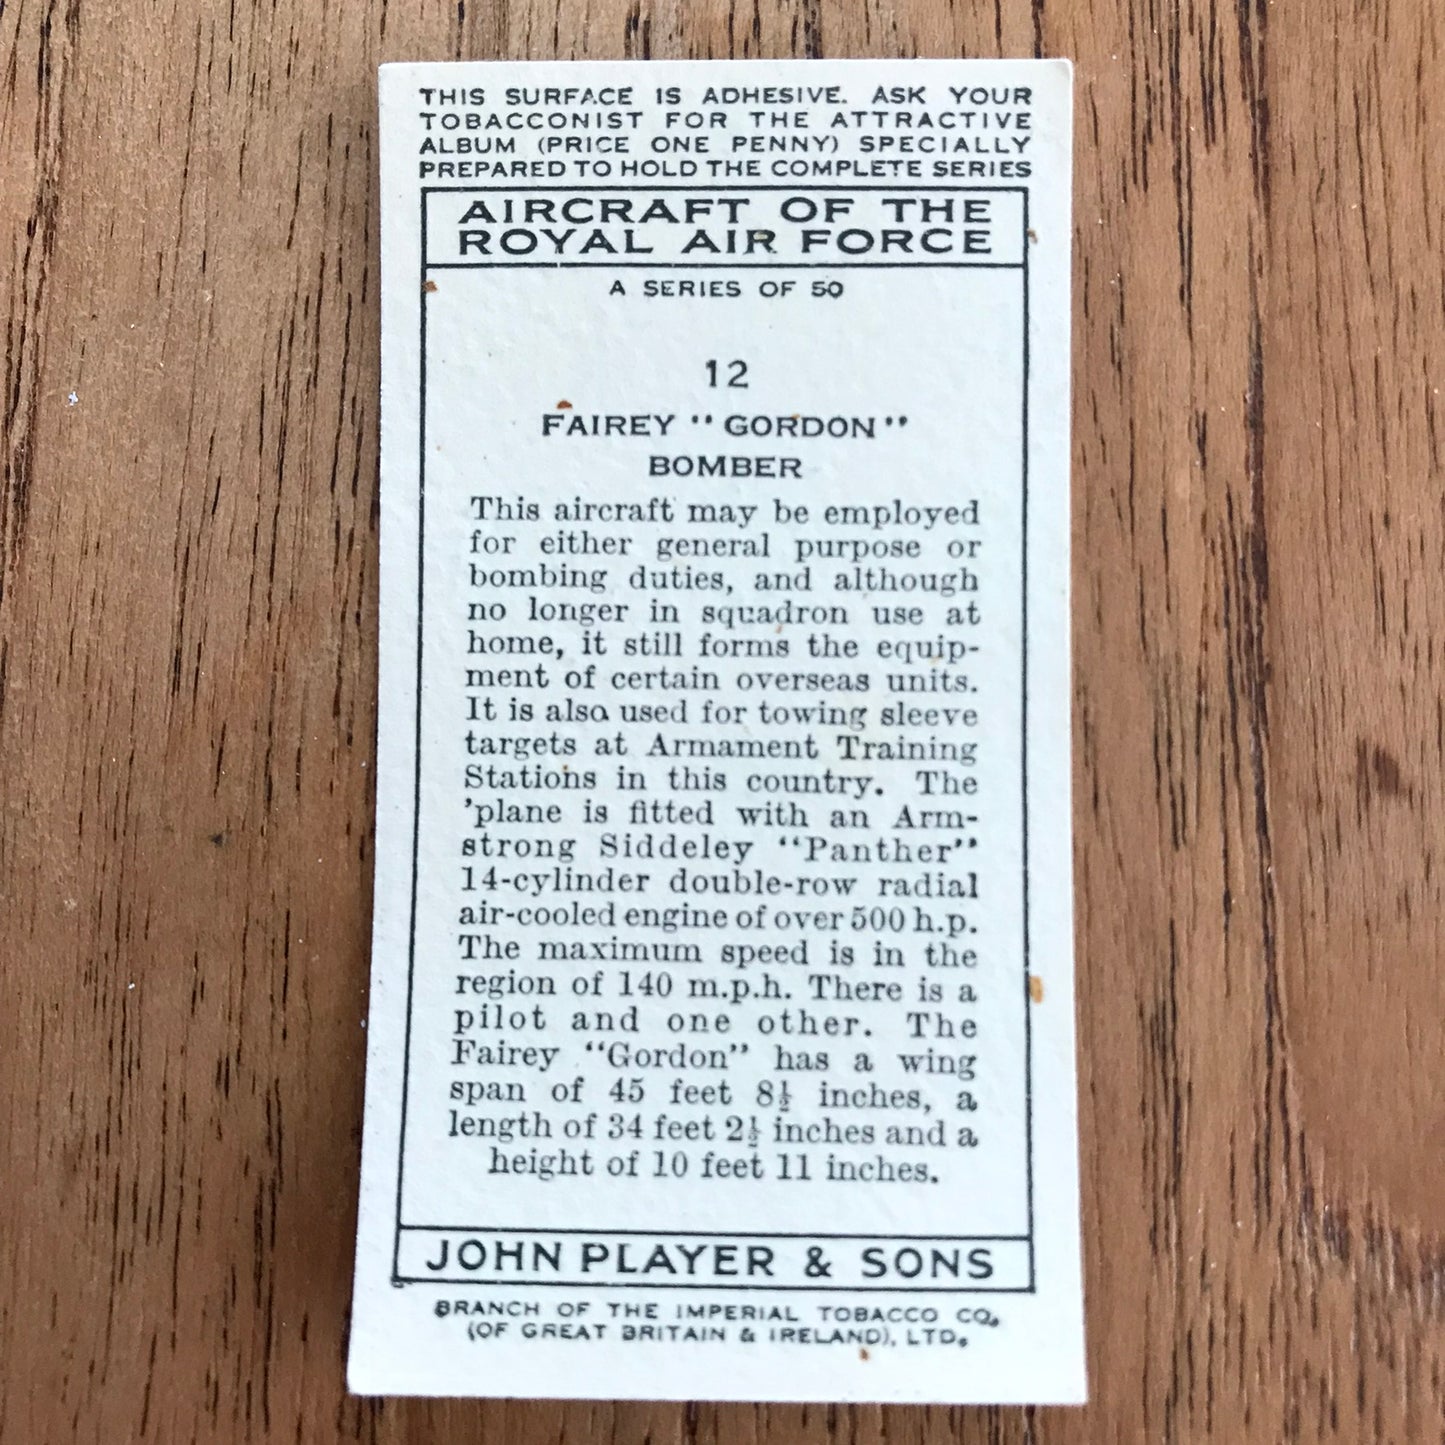 THIS SURFACE IS ADHESIVE. ASK YOUR
TOBACCONIST FOR THE ATTRACTIVE
ALBUM (PRICE ONE PENNY) SPECIALLY
PREPARED TO HOLD THE COMPLETE SERIES
AIRCRAFT OF THE
ROYAL AIR FORCE
A SERIES OF 50
12
FAIREY "GORDON"
BOMBER
This aircraft may be employed
for either general purpose or
bombing duties, and although
no longer in squadron use at
home, it still forms the equip-
ment of certain overseas units.
It is also used for towing sleeve
targets at Armament Training
Stations in this country. The
'plane is fitted with an Arm-
strong Siddeley "Panther"
14-cylinder double-row radial
air-cooled engine of over 500 h.p.
The maximum speed is in the
region of 140 m.p.h. There is a
pilot and one other. The
Fairey "Gordon" has a wing
span of 45 feet 8½ inches, a
length of 34 feet 2½ inches and a
height of 10 feet 11 inches.
JOHN PLAYER & SONS
BRANCH OF THE IMPERIAL TOBACCO CO.
(OF GREAT BRITAIN & IRELAND), LTD.